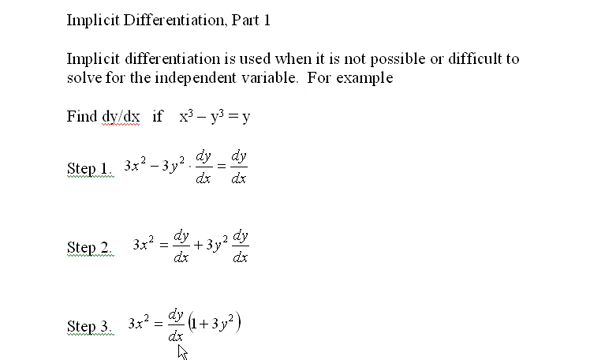 Implicit Differentiation, Part 1
Implicit differentiation is used when it is not possible or difficult to
solve for the independent variable.  For example
Find dy/dx if x³ – y³ = y
Step 1. 3x² − 3y² · dy/dx = dy/dx
Step 2. 3x² = dy/dx + 3y² dy/dx
Step 3. 3x² = dy/dx (1 + 3y²)